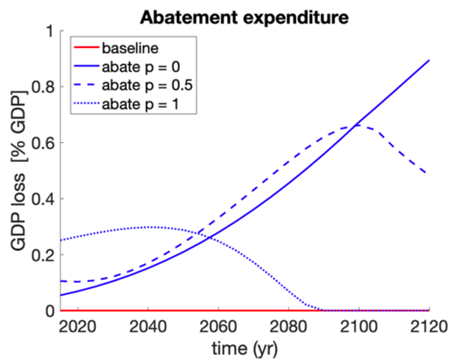 Abatement expenditure
baseline
abate p = 0
abate p = 0.5
abate p = 1
GDP loss [% GDP]
1
0.8
0.6
0.4
0.2
0
2020 2040 2060 2080 2100 2120
time (yr)